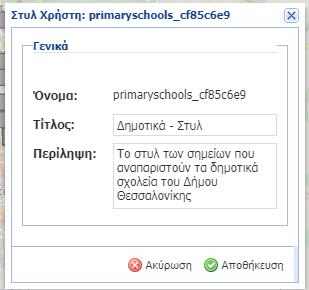 Στυλ Χρήστη: primaryschools_cf85c6e9
Γενικά
Όνομα: primaryschools_cf85c6e9
Τίτλος: Δημοτικά - Στυλ
Περίληψη: Το στυλ των σημείων που
αναπαριστούν τα δημοτικά
σχολεία του Δήμου
Θεσσαλονίκης
Ακύρωση Αποθήκευση